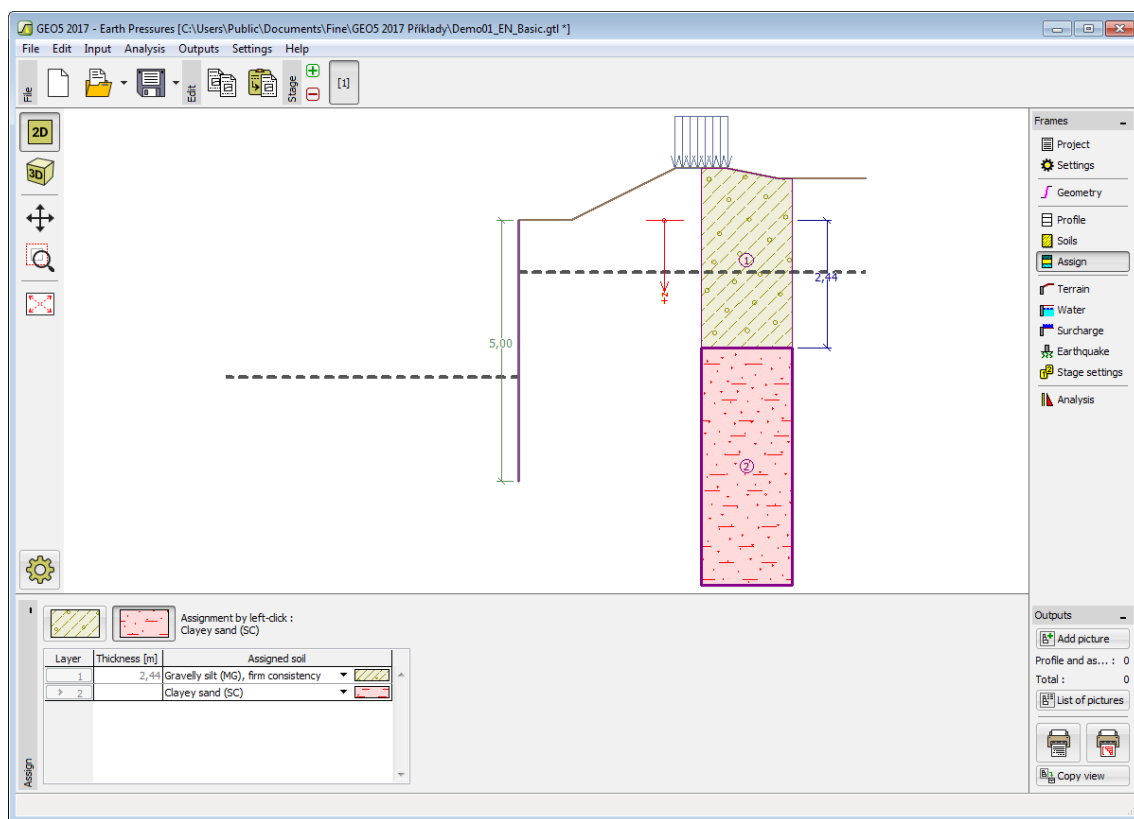 GEO5 2017 - Earth Pressures [C:\Users\Public\Documents\Fine\GEO5 2017 Příklady\Demo01_EN_Basic.gtl *]
File Edit Input Analysis Outputs Settings Help
File
Edit
Stage
[1]
2D
3D
+z
1
2,44
5,00
2
Frames
Project
Settings
Geometry
Profile
Soils
Assign
Terrain
Water
Surcharge
Earthquake
Stage settings
Analysis
Assignment by left-click :
Clayey sand (SC)
Layer Thickness [m] Assigned soil
1 2,44 Gravelly silt (MG), firm consistency
> 2 Clayey sand (SC)
Assign
Outputs
Add picture
Profile and as... : 0
Total : 0
List of pictures
Copy view